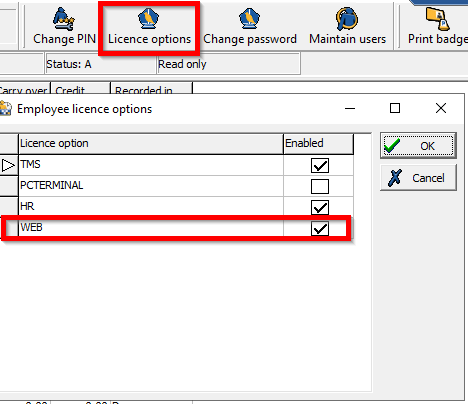 Change PIN Licence options Change password Maintain users Print badge
Status: A Read only
Carry over Credit Recorded in
Employee licence options
Licence option Enabled
TMS
PCTERMINAL
HR
WEB
OK
Cancel